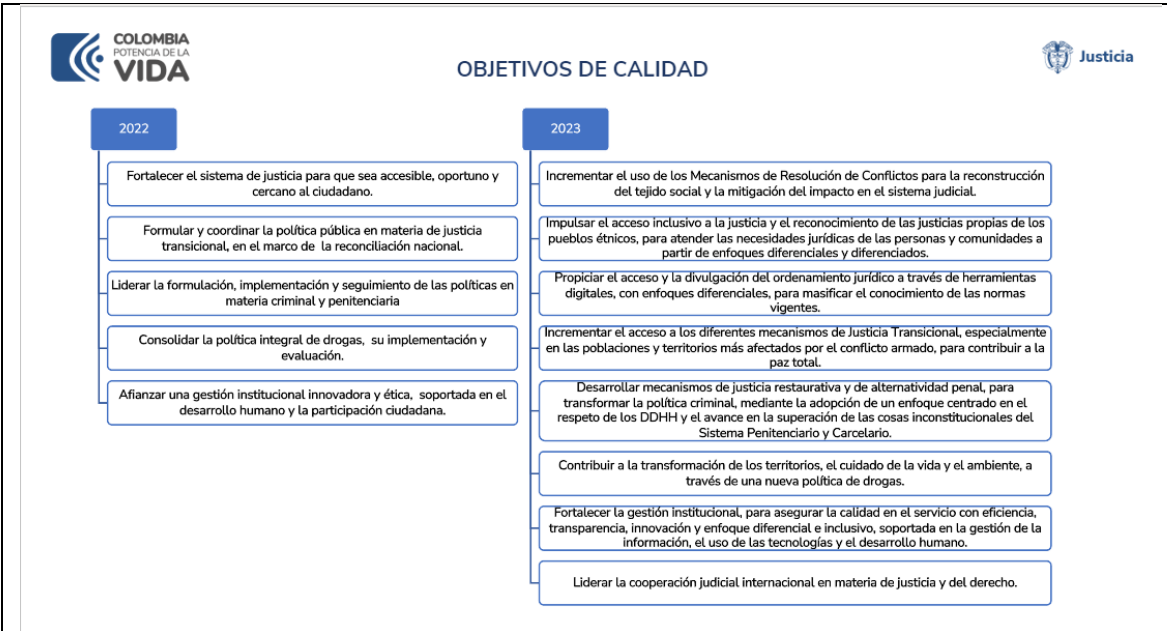 COLOMBIA
POTENCIA DE LA
VIDA
OBJETIVOS DE CALIDAD
Justicia
2022
Fortalecer el sistema de justicia para que sea accesible, oportuno y
cercano al ciudadano.
Formular y coordinar la política pública en materia de justicia
transicional, en el marco de la reconciliación nacional.
Liderar la formulación, implementación y seguimiento de las políticas en
materia criminal y penitenciaria
Consolidar la política integral de drogas, su implementación y
evaluación.
Afianzar una gestión institucional innovadora y ética, soportada en el
desarrollo humano y la participación ciudadana.
2023
Incrementar el uso de los Mecanismos de Resolución de Conflictos para la reconstrucción
del tejido social y la mitigación del impacto en el sistema judicial.
Impulsar el acceso inclusivo a la justicia y el reconocimiento de las justicias propias de los
pueblos étnicos, para atender las necesidades jurídicas de las personas y comunidades a
partir de enfoques diferenciales y diferenciados.
Propiciar el acceso y la divulgación del ordenamiento jurídico a través de herramientas
digitales, con enfoques diferenciales, para masificar el conocimiento de las normas
vigentes.
Incrementar el acceso a los diferentes mecanismos de Justicia Transicional, especialmente
en las poblaciones y territorios más afectados por el conflicto armado, para contribuir a la
paz total.
Desarrollar mecanismos de justicia restaurativa y de alternatividad penal, para
transformar la política criminal, mediante la adopción de un enfoque centrado en el
respeto de los DDHH y el avance en la superación de las cosas inconstitucionales del
Sistema Penitenciario y Carcelario.
Contribuir a la transformación de los territorios, el cuidado de la vida y el ambiente, a
través de una nueva política de drogas.
Fortalecer la gestión institucional, para asegurar la calidad en el servicio con eficiencia,
transparencia, innovación y enfoque diferencial e inclusivo, soportada en la gestión de la
información, el uso de las tecnologías y el desarrollo humano.
Liderar la cooperación judicial internacional en materia de justicia y del derecho.